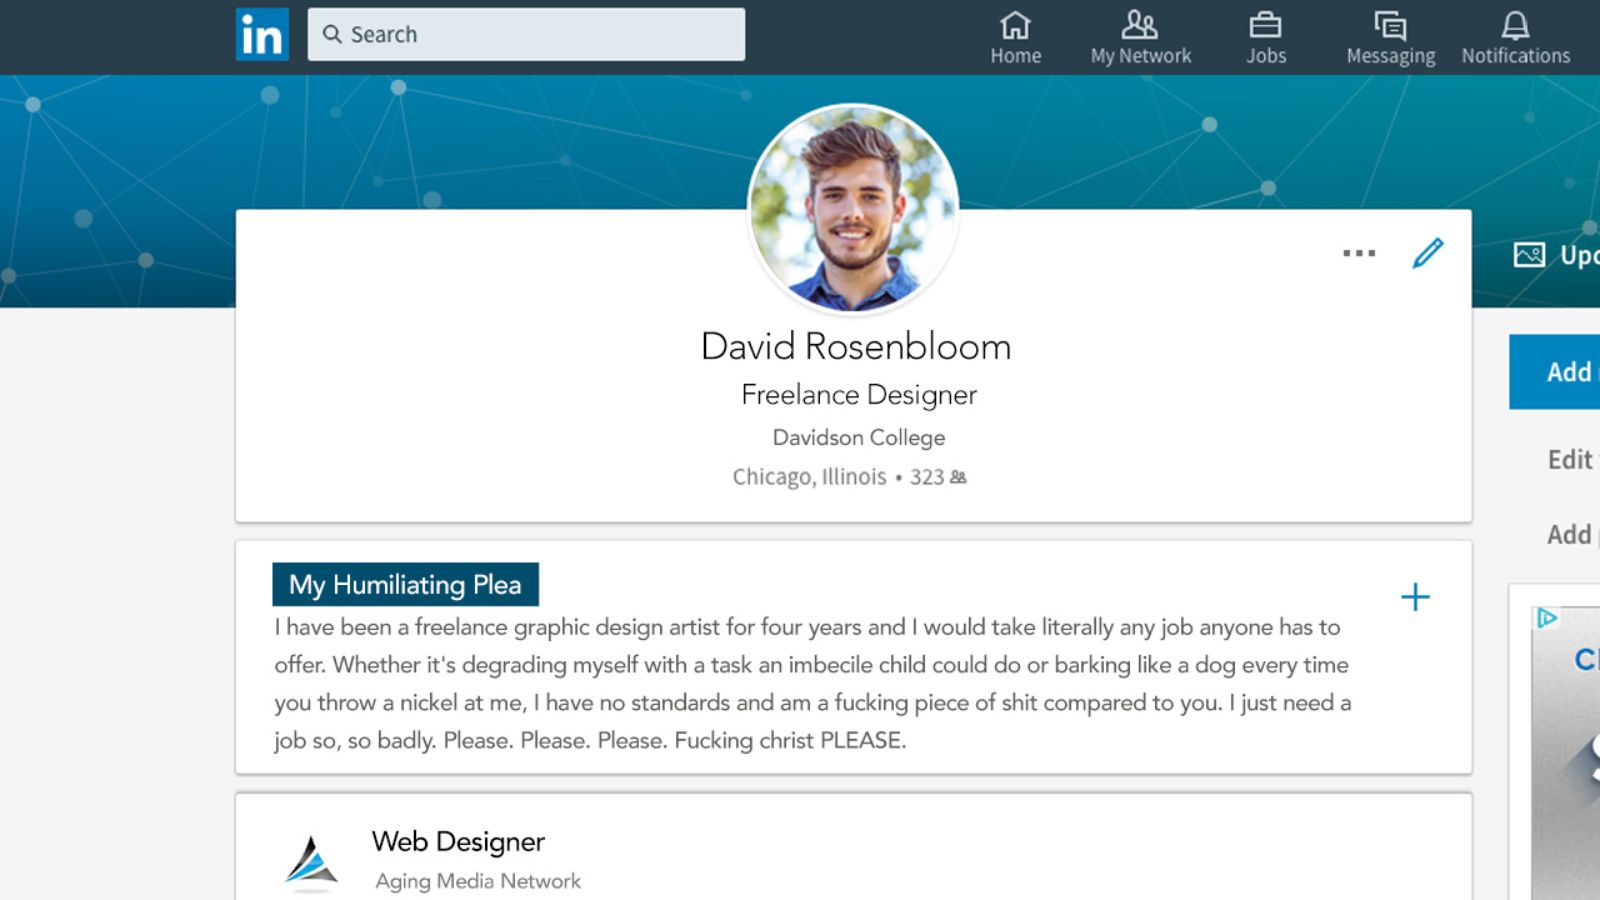 in
Search
Home
My Network
Jobs
Messaging
Notifications
David Rosenbloom
Freelance Designer
Davidson College
Chicago, Illinois • 323
My Humiliating Plea
I have been a freelance graphic design artist for four years and I would take literally any job anyone has to
offer. Whether it's degrading myself with a task an imbecile child could do or barking like a dog every time
you throw a nickel at me, I have no standards and am a fucking piece of shit compared to you. I just need a
job so, so badly. Please. Please. Please. Fucking christ PLEASE.
Web Designer
Aging Media Network
Add
Edit
Add